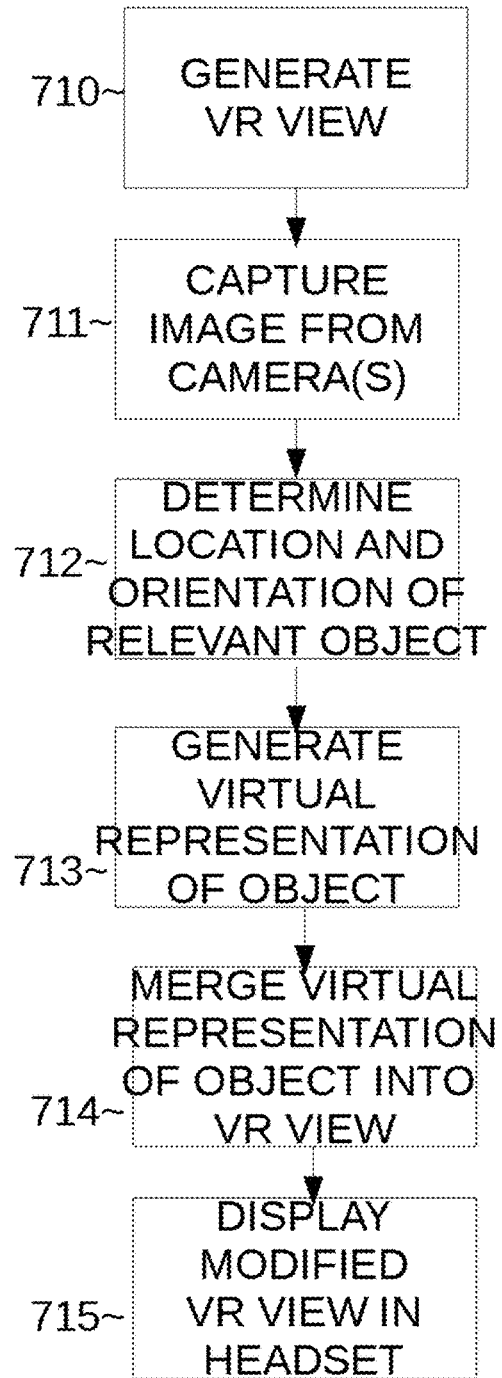 710~
GENERATE
VR VIEW
711~
CAPTURE
IMAGE FROM
CAMERA(S)
712~
DETERMINE
LOCATION AND
ORIENTATION OF
RELEVANT OBJECT
713~
GENERATE
VIRTUAL
REPRESENTATION
OF OBJECT
714~
MERGE VIRTUAL
REPRESENTATION
OF OBJECT INTO
VR VIEW
715~
DISPLAY
MODIFIED
VR VIEW IN
HEADSET